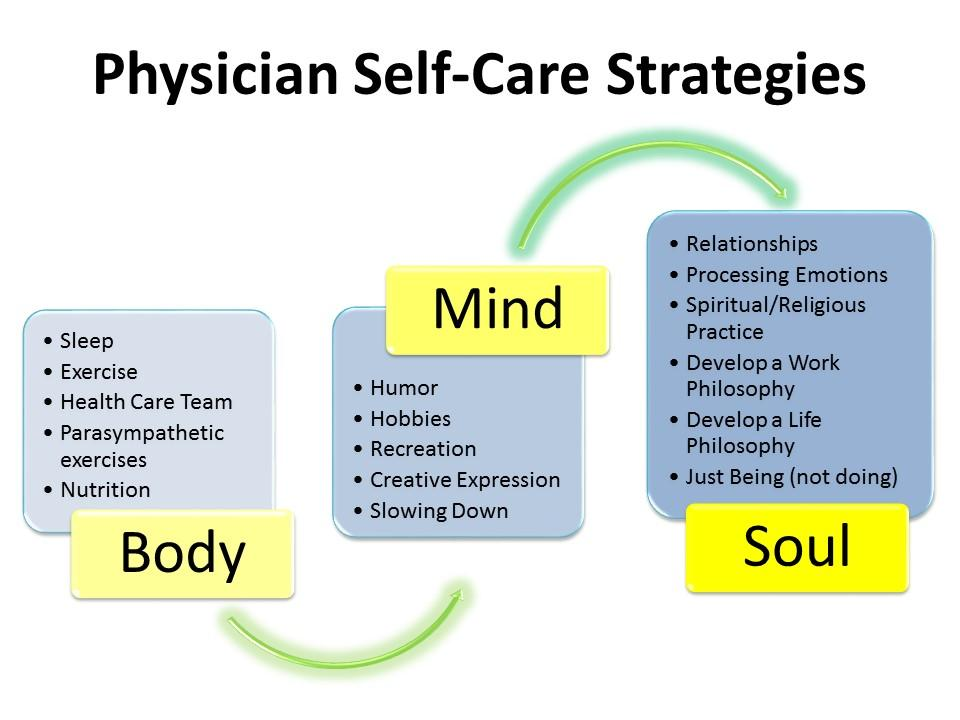 Physician Self-Care Strategies
• Sleep
• Exercise
• Health Care Team
• Parasympathetic
exercises
• Nutrition
Body
Mind
• Humor
• Hobbies
• Recreation
• Creative Expression
• Slowing Down
• Relationships
• Processing Emotions
• Spiritual/Religious
Practice
• Develop a Work
Philosophy
• Develop a Life
Philosophy
• Just Being (not doing)
Soul